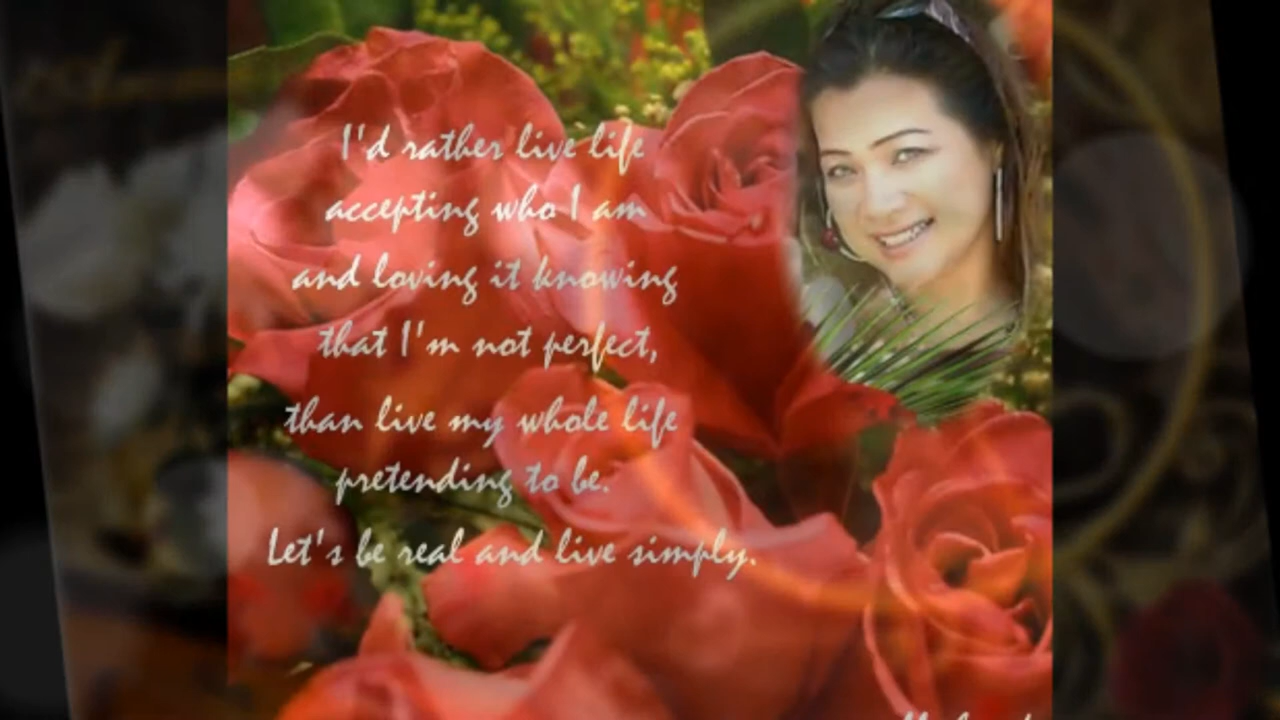 I'd rather live life
accepting who I am
and loving it knowing
that I'm not perfect,
than live my whole life
pretending to be.
Let's be real and live simply.